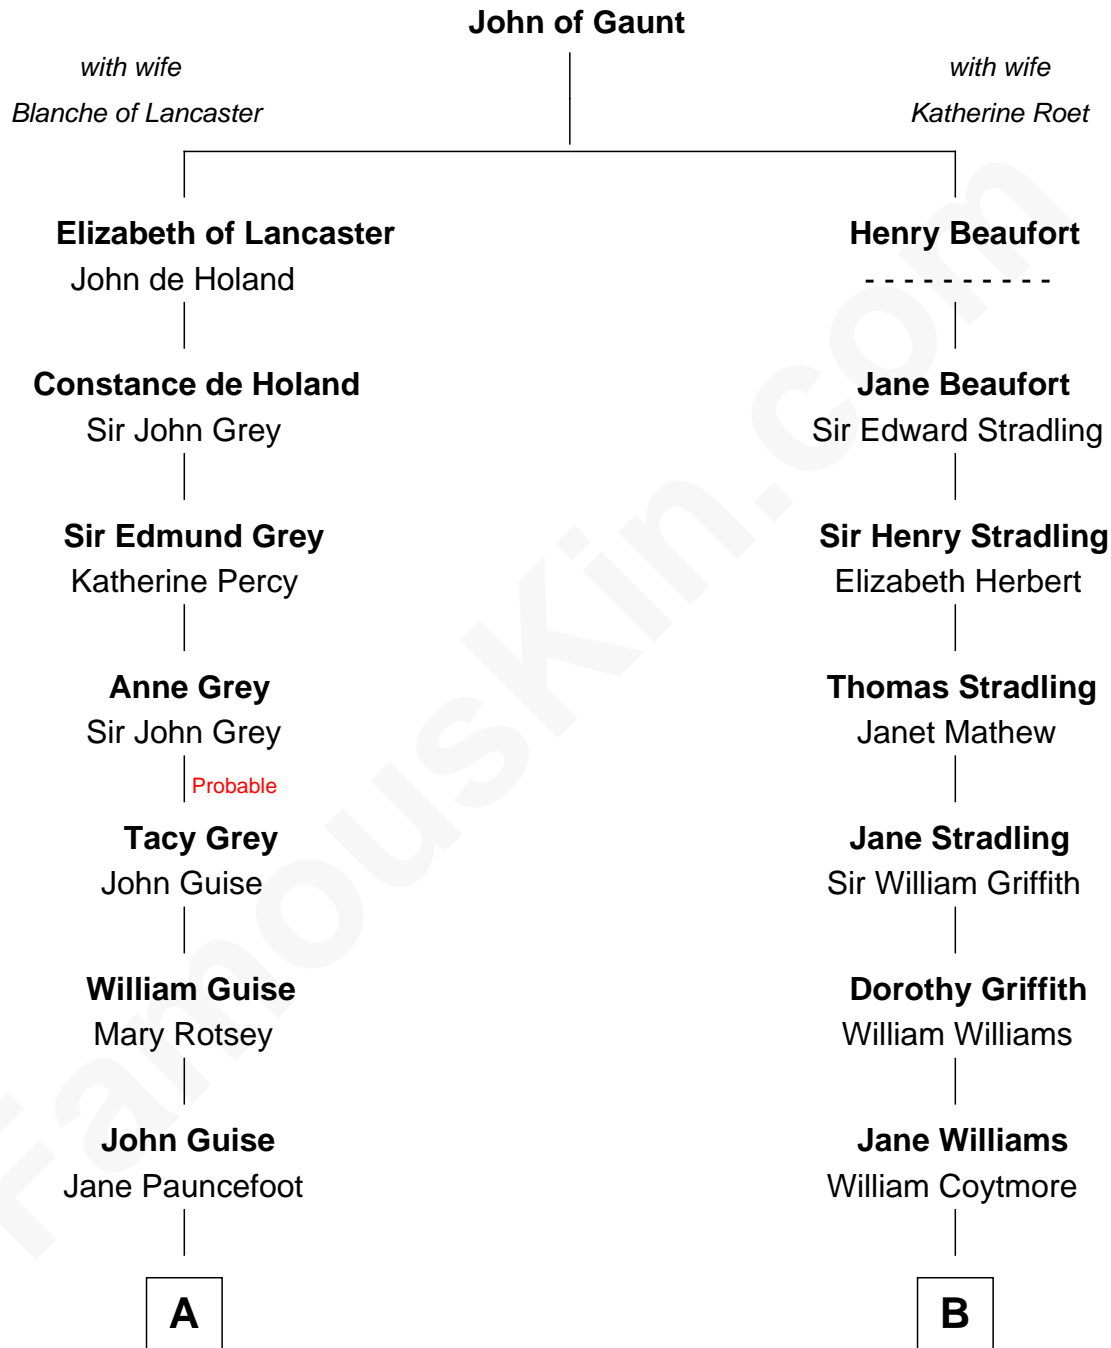 John of Gaunt
with wife
Blanche of Lancaster
with wife
Katherine Roet
Elizabeth of Lancaster
John de Holand
Henry Beaufort
- - - - - - - - - -
Constance de Holand
Sir John Grey
Jane Beaufort
Sir Edward Stradling
Sir Edmund Grey
Katherine Percy
Sir Henry Stradling
Elizabeth Herbert
Anne Grey
Sir John Grey
Thomas Stradling
Janet Mathew
Probable
Tacy Grey
John Guise
Jane Stradling
Sir William Griffith
William Guise
Mary Rotsey
Dorothy Griffith
William Williams
John Guise
Jane Pauncefoot
Jane Williams
William Coytmore
A
B
FamousKin.com